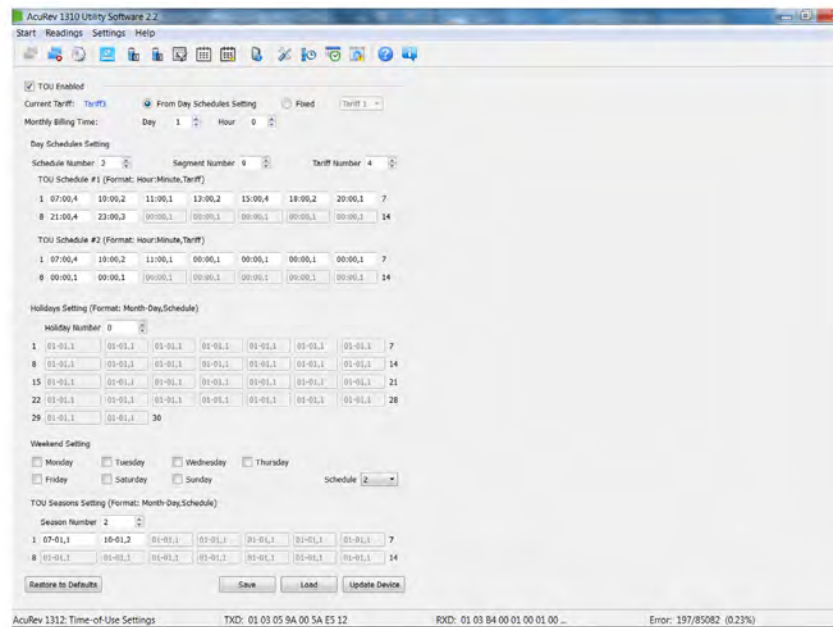 AcuRev 1310 Utility Software 2.2
Start Readings Settings Help
TOU Enabled
Current Tariff: Tariff3 From Day Schedules Setting Fixed Tariff 1
Monthly Billing Time: Day 1 Hour 0
Day Schedules Setting
Schedule Number 2 Segment Number 9 Tariff Number 4
TOU Schedule #1 (Format: Hour:Minute,Tariff)
1 07:00,4 10:00,2 11:00,1 13:00,2 15:00,4 18:00,2 20:00,1 7
8 21:00,4 23:00,3 00:00,1 00:00,1 00:00,1 00:00,1 00:00,1 14
TOU Schedule #2 (Format: Hour:Minute,Tariff)
1 07:00,4 10:00,2 11:00,1 00:00,1 00:00,1 00:00,1 00:00,1 7
8 00:00,1 00:00,1 00:00,1 00:00,1 00:00,1 00:00,1 00:00,1 14
Holidays Setting (Format: Month-Day,Schedule)
Holiday Number 0
1 01-01,1 01-01,1 01-01,1 01-01,1 01-01,1 01-01,1 01-01,1 7
8 01-01,1 01-01,1 01-01,1 01-01,1 01-01,1 01-01,1 01-01,1 14
15 01-01,1 01-01,1 01-01,1 01-01,1 01-01,1 01-01,1 01-01,1 21
22 01-01,1 01-01,1 01-01,1 01-01,1 01-01,1 01-01,1 01-01,1 28
29 01-01,1 01-01,1 30
Weekend Setting
Monday Tuesday Wednesday Thursday
Friday Saturday Sunday Schedule 2
TOU Seasons Setting (Format: Month-Day,Schedule)
Season Number 2
1 07-01,1 10-01,2 01-01,1 01-01,1 01-01,1 01-01,1 01-01,1 7
8 01-01,1 01-01,1 01-01,1 01-01,1 01-01,1 01-01,1 01-01,1 14
Restore to Defaults Save Load Update Device
AcuRev 1312: Time-of-Use Settings TXD: 01 03 05 9A 00 5A E5 12 RXD: 01 03 B4 00 01 00 01 00 ... Error: 197/85082 (0.23%)